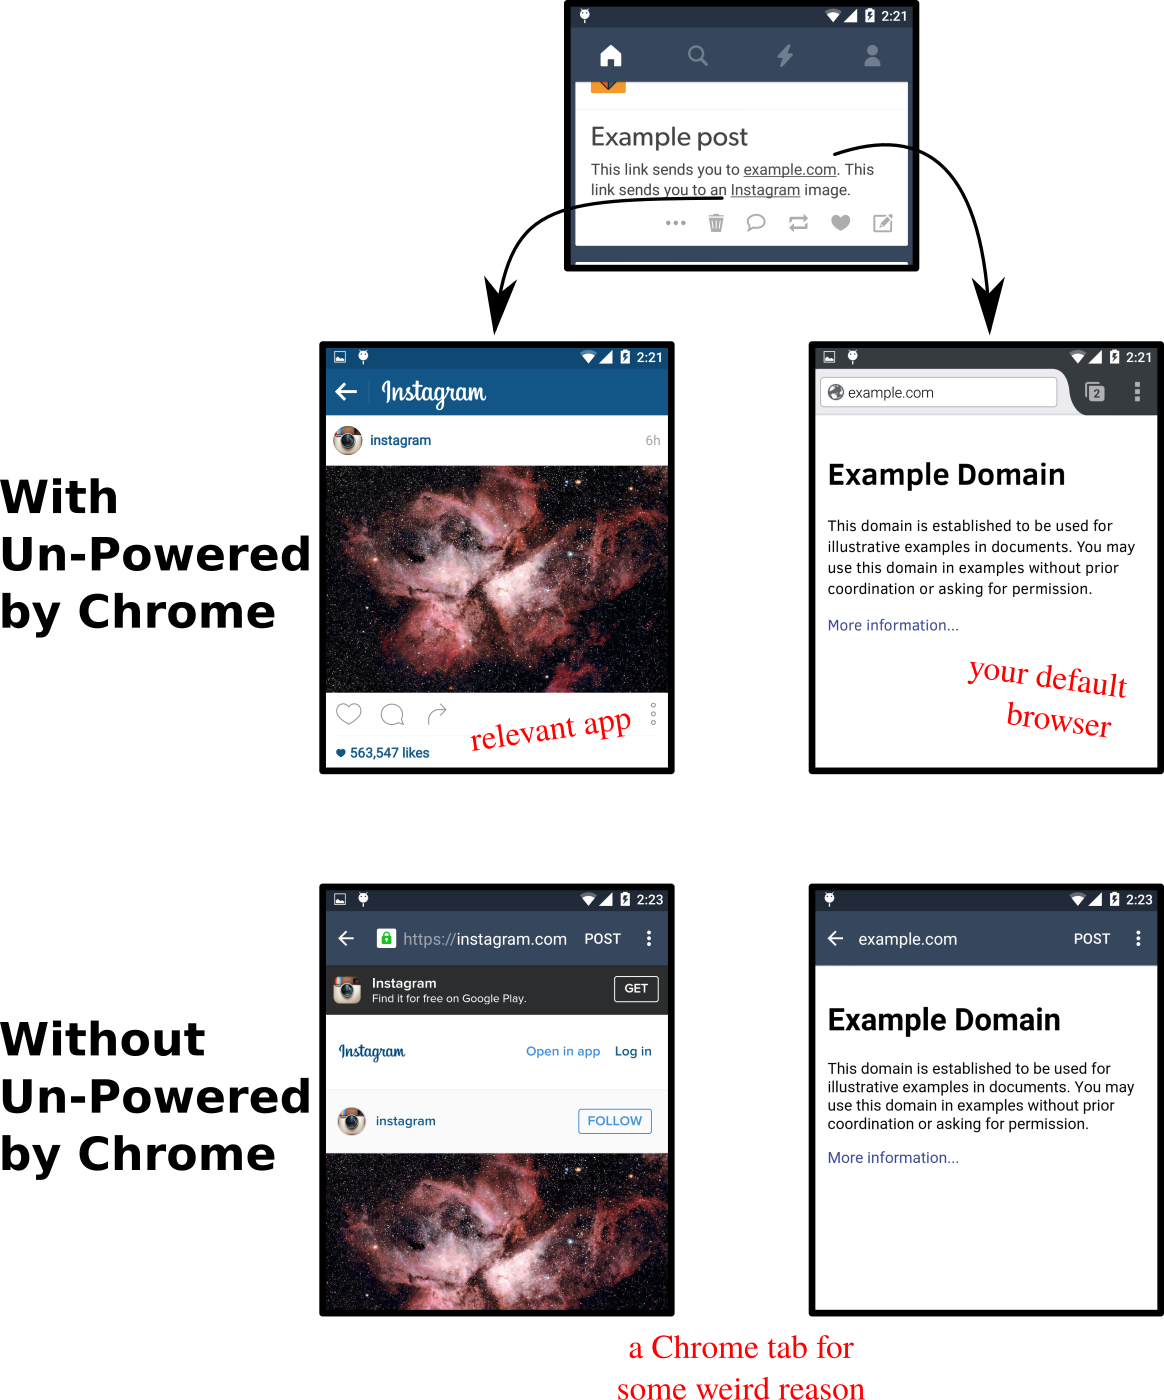 2:21
Example post
This link sends you to example.com. This
link sends you to an Instagram image.
With
Un-Powered
by Chrome
2:21
Instagram
instagram 6h
563,547 likes
relevant app
2:21
example.com 2
Example Domain
This domain is established to be used for
illustrative examples in documents. You may
use this domain in examples without prior
coordination or asking for permission.
More information...
your default
browser
Without
Un-Powered
by Chrome
2:23
https://instagram.com POST
Instagram
Find it for free on Google Play.
GET
Instagram Open in app Log in
instagram FOLLOW
2:23
example.com POST
Example Domain
This domain is established to be used for
illustrative examples in documents. You may
use this domain in examples without prior
coordination or asking for permission.
More information...
a Chrome tab for
some weird reason